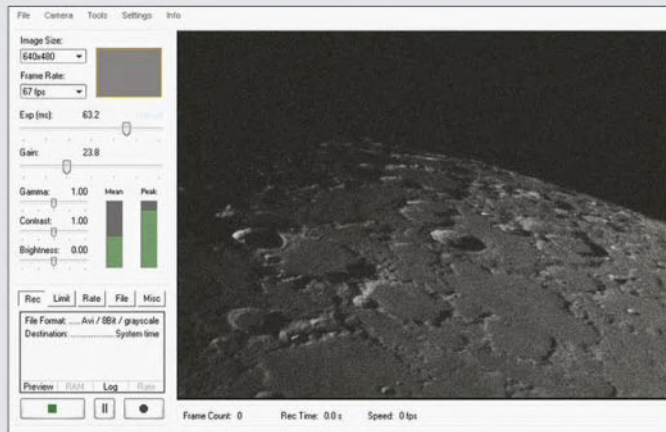 File Camera Tools Settings Info
Image Size:
640x480
Frame Rate:
67 fps
Exp (ms): 63.2
Gain: 23.8
Gamma: 1.00 Mean Peak
Contrast: 1.00
Brightness: 0.00
Rec Limit Rate File Misc
File Format: ....Avi / 8Bit / grayscale
Destination: ...................System time
Preview RAM Log Rate
Frame Count: 0 Rec Time: 0.0 s Speed: 0 fps